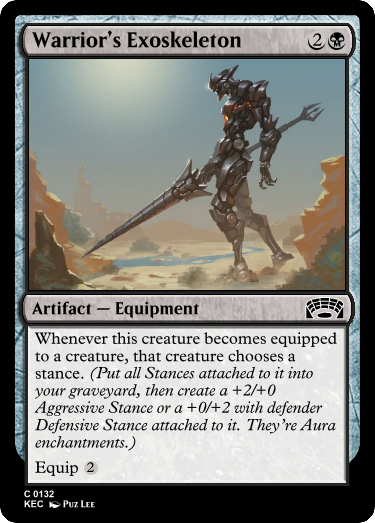 Warrior's Exoskeleton 2
Artifact — Equipment
Whenever this creature becomes equipped
to a creature, that creature chooses a
stance. (Put all Stances attached to it into
your graveyard, then create a +2/+0
Aggressive Stance or a +0/+2 with defender
Defensive Stance attached to it. They're Aura
enchantments.)
Equip 2
C 0132
KEC Puz Lee